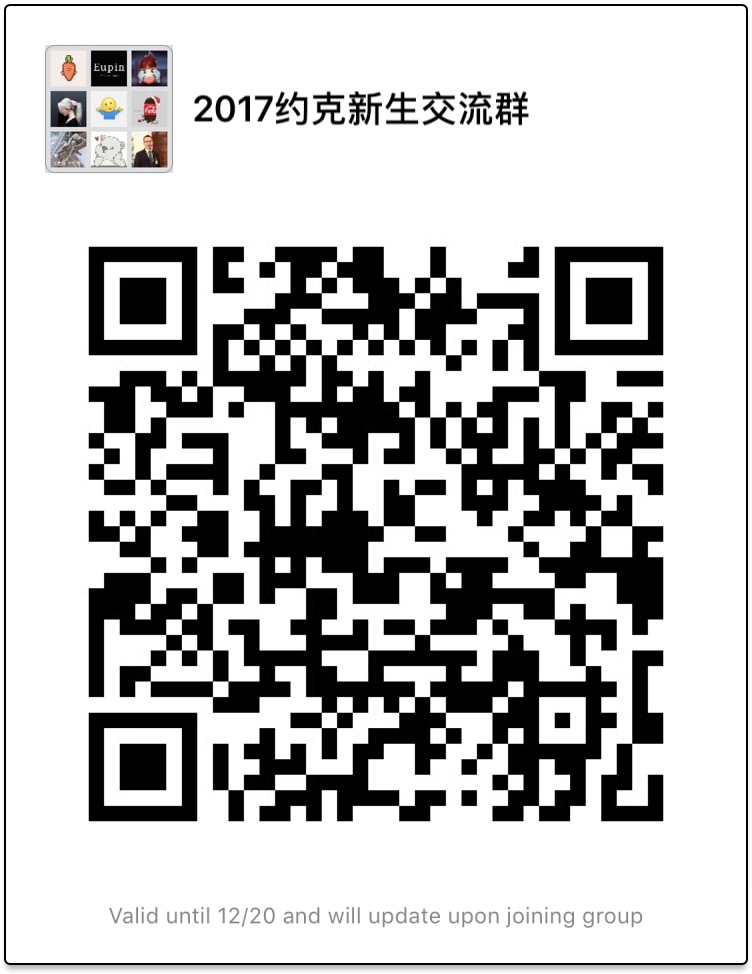 Eupin
2017约克新生交流群
Valid until 12/20 and will update upon joining group